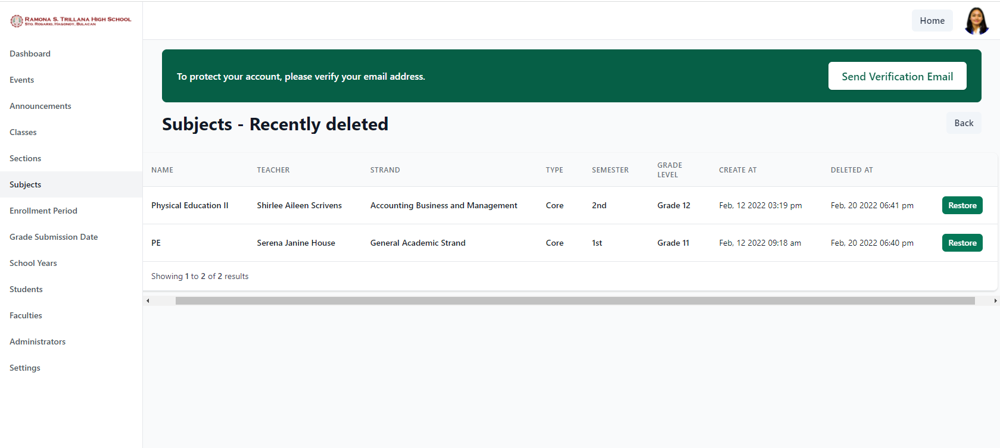 RAMONA S. TRILLANA HIGH SCHOOL
STO. ROSARIO, HAGONOY, BULACAN
Home
Dashboard
Events
Announcements
Classes
Sections
Subjects
Enrollment Period
Grade Submission Date
School Years
Students
Faculties
Administrators
Settings
To protect your account, please verify your email address.
Send Verification Email
Subjects - Recently deleted
Back
NAME TEACHER STRAND TYPE SEMESTER GRADE LEVEL CREATE AT DELETED AT
Physical Education II Shirlee Aileen Scrivens Accounting Business and Management Core 2nd Grade 12 Feb, 12 2022 03:19 pm Feb, 20 2022 06:41 pm Restore
PE Serena Janine House General Academic Strand Core 1st Grade 11 Feb, 12 2022 09:18 am Feb, 20 2022 06:40 pm Restore
Showing 1 to 2 of 2 results